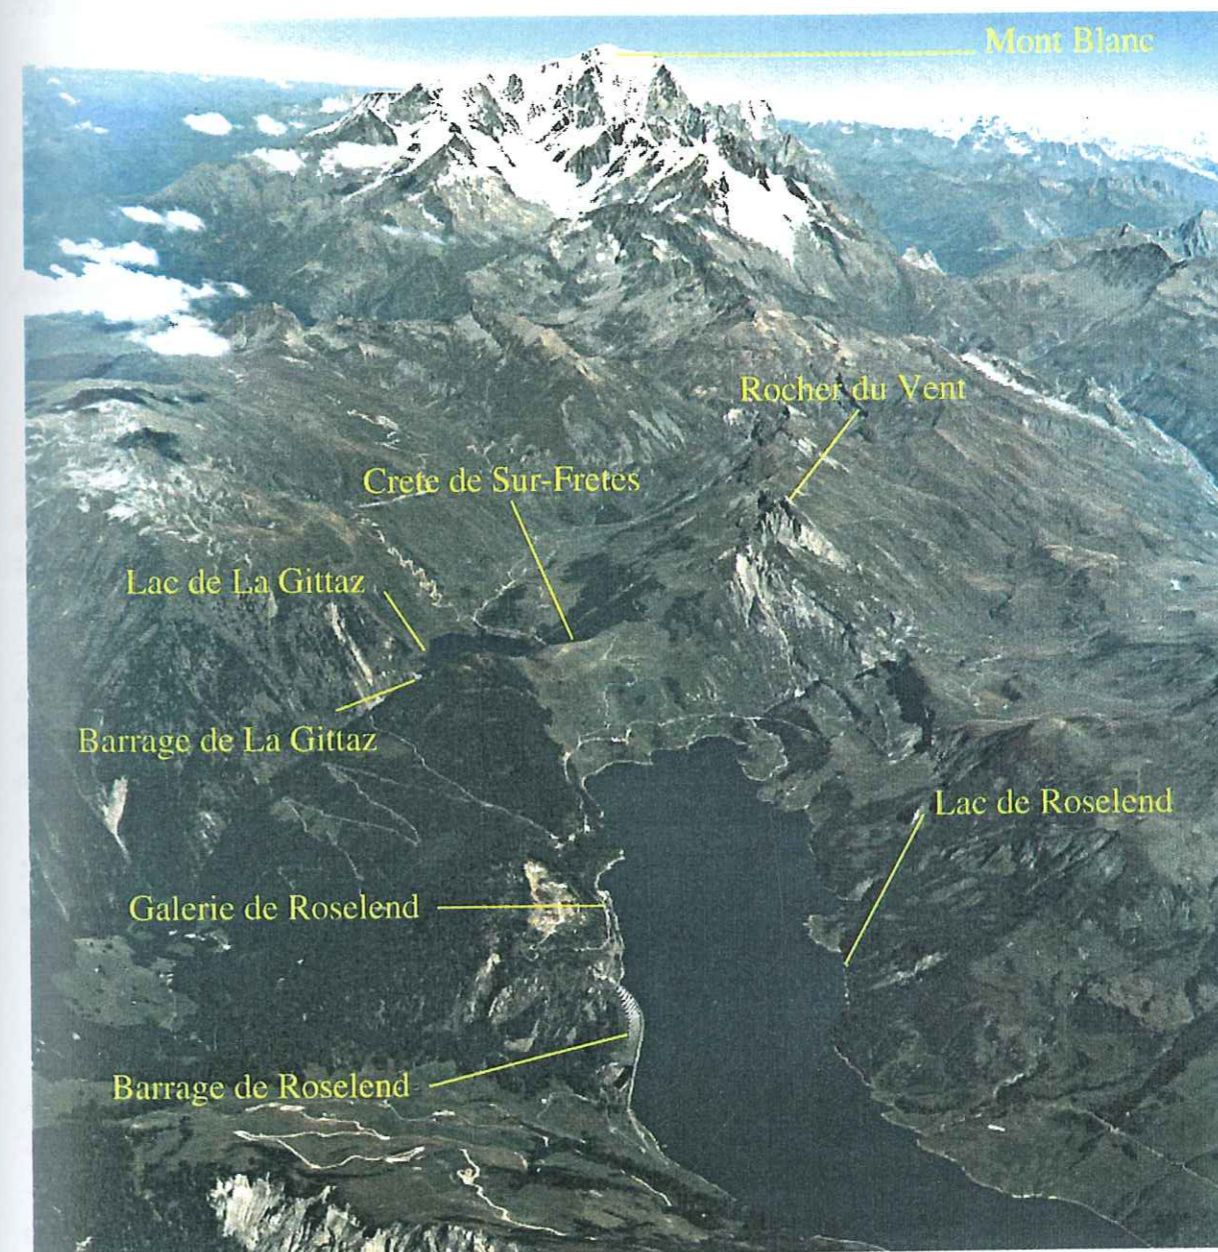 Mont Blanc
Rocher du Vent
Crete de Sur-Fretes
Lac de La Gittaz
Barrage de La Gittaz
Lac de Roselend
Galerie de Roselend
Barrage de Roselend